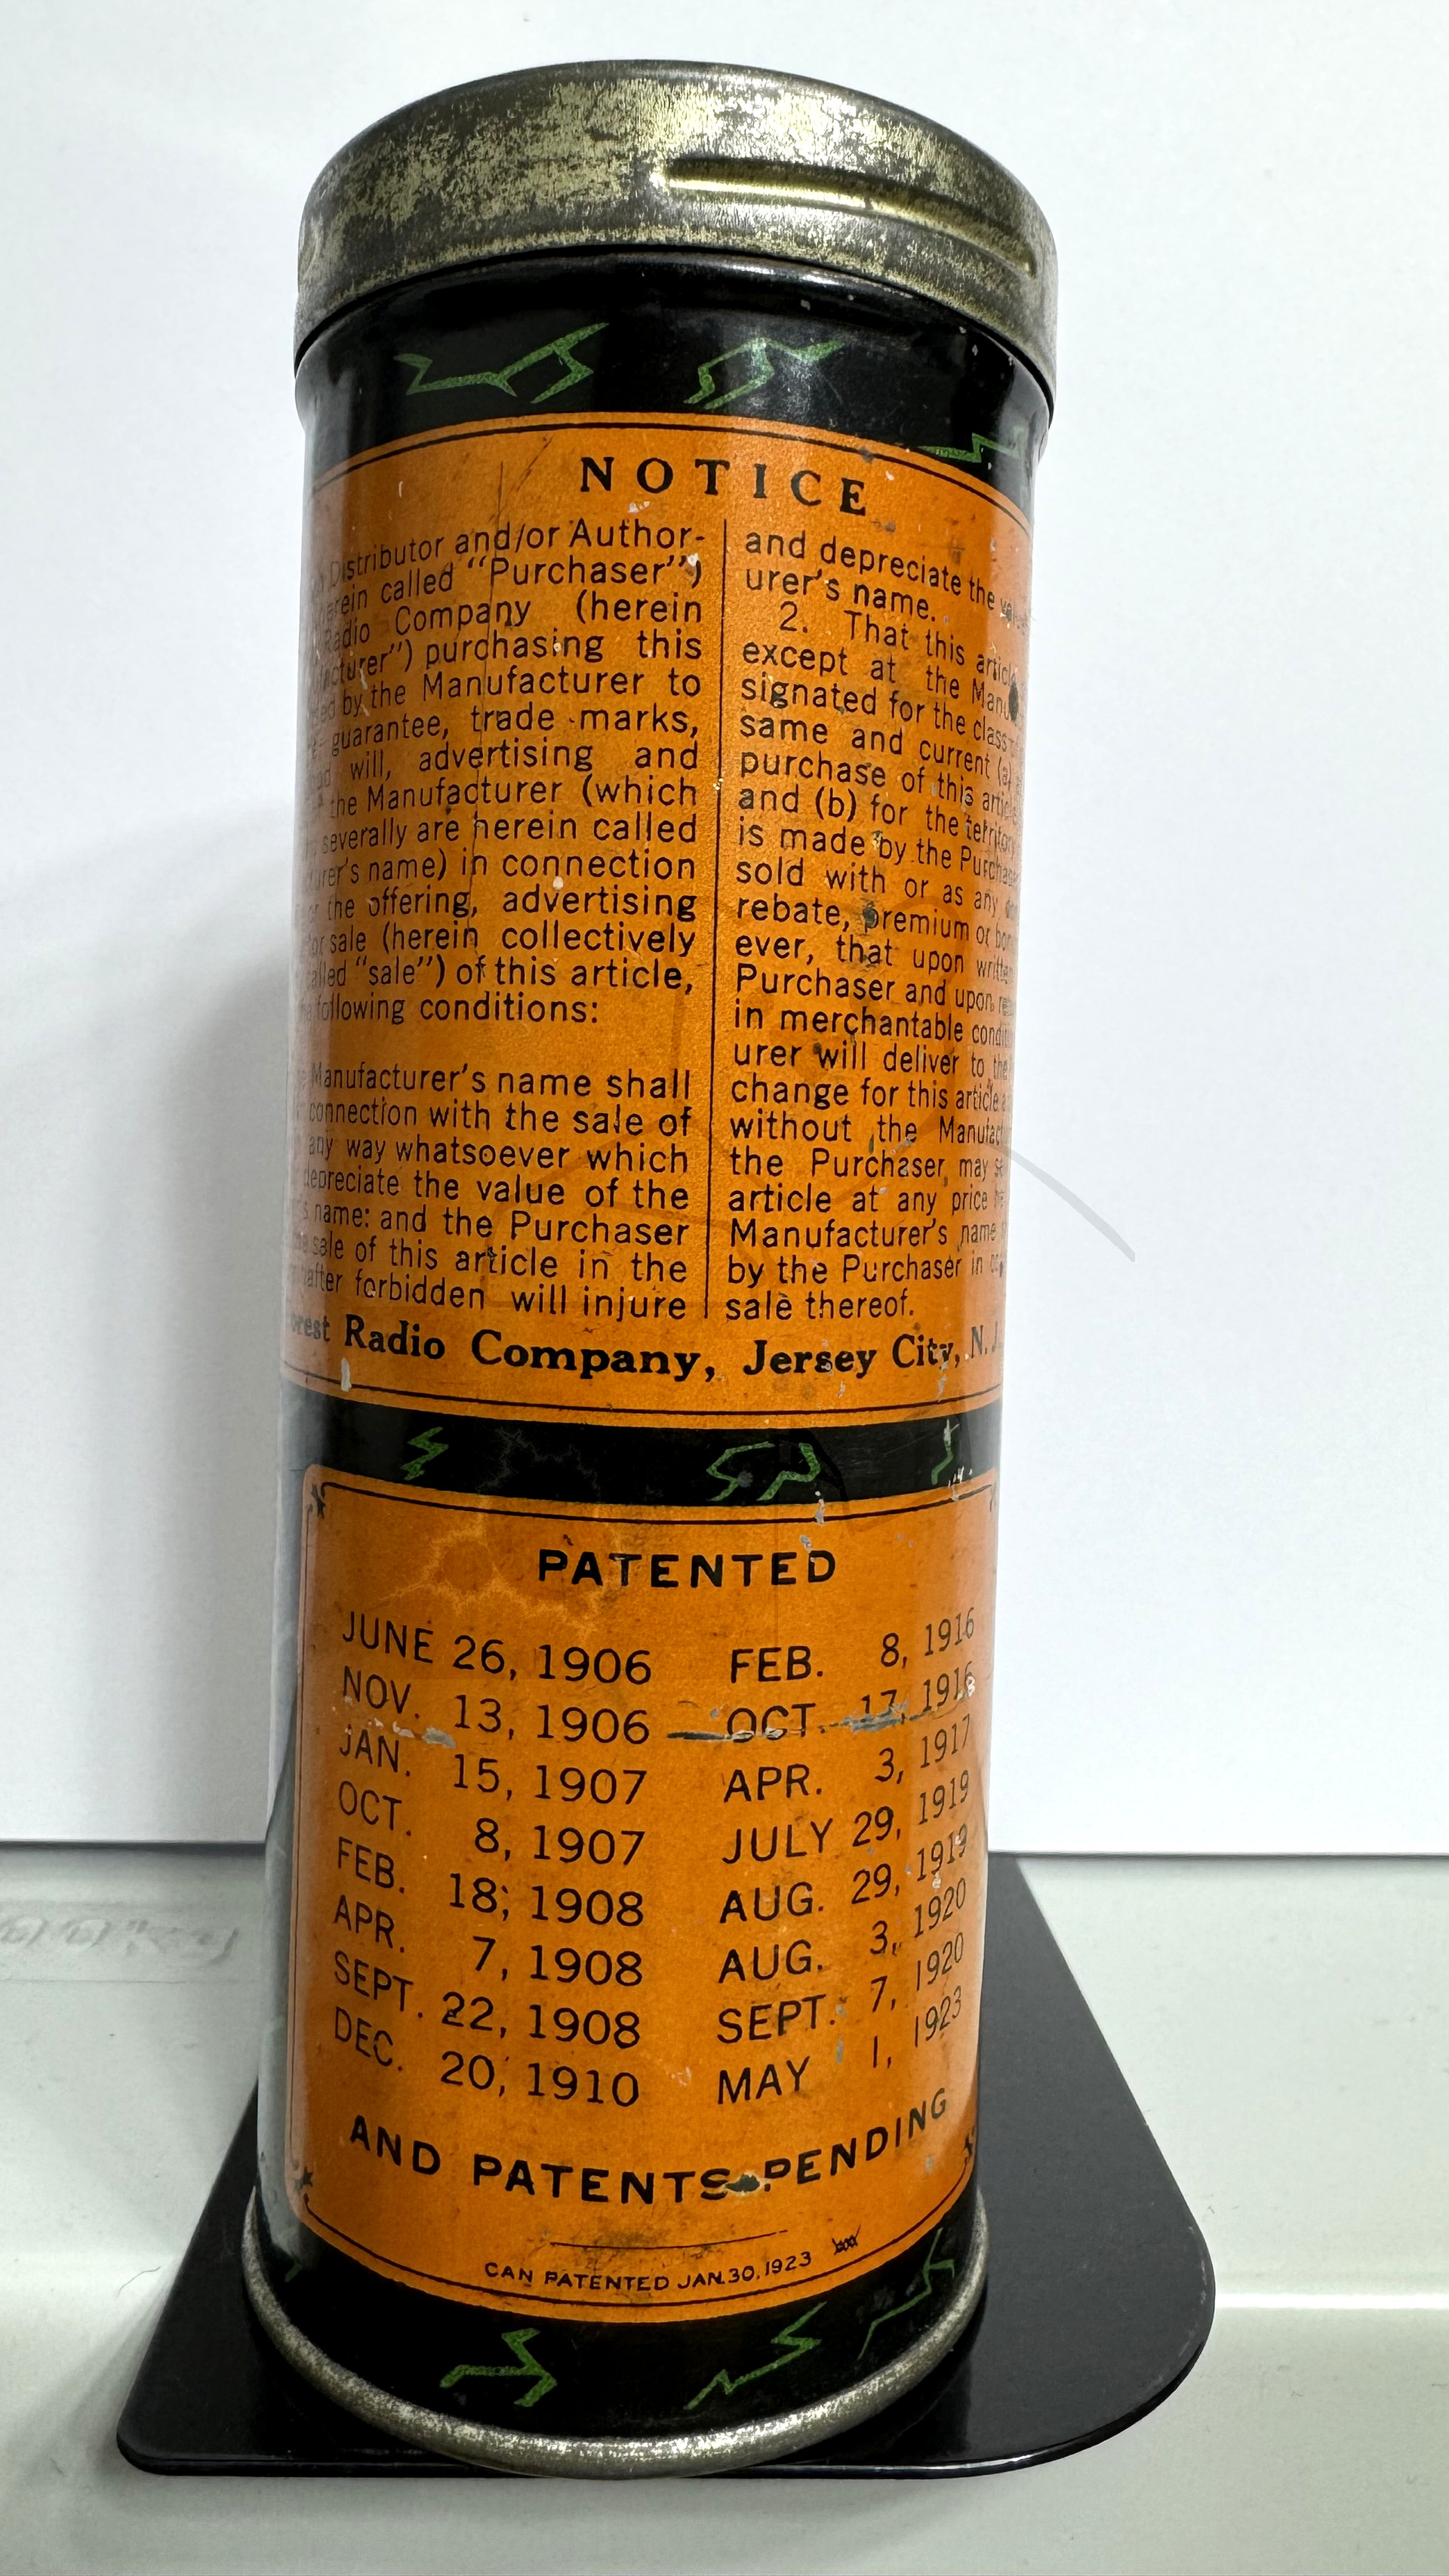 NOTICE
Distributor and/or Author-
called "Purchaser")
Radio Company (herein
purchasing this
by the Manufacturer to
guarantee, trade marks,
will, advertising and
the Manufacturer (which
severally are herein called
name) in connection
the offering, advertising
sale (herein collectively
"sale") of this article,
following conditions:
Manufacturer's name shall
connection with the sale of
any way whatsoever which
depreciate the value of the
name: and the Purchaser
sale of this article in the
forbidden will injure
and depreciate the
urer's name.
2. That this
except at the
signated for the class
same and current (a)
purchase of this
and (b) for the territory
is made by the
sold with or as any
rebate, premium or
ever, that upon
Purchaser and upon
in merchantable
urer will deliver to the
change for this article
without the
the Purchaser may
article at any price
Manufacturer's name
by the Purchaser in
sale thereof.
Radio Company, Jersey City, N.J.
PATENTED
JUNE 26, 1906 FEB. 8, 1916
NOV. 13, 1906 OCT. 17, 1916
JAN. 15, 1907 APR. 3, 1917
OCT. 8, 1907 JULY 29, 1919
FEB. 18, 1908 AUG. 29, 1919
APR. 7, 1908 AUG. 3, 1920
SEPT. 22, 1908 SEPT. 7, 1920
DEC. 20, 1910 MAY 1, 1923
AND PATENTS PENDING
CAN PATENTED JAN. 30, 1923